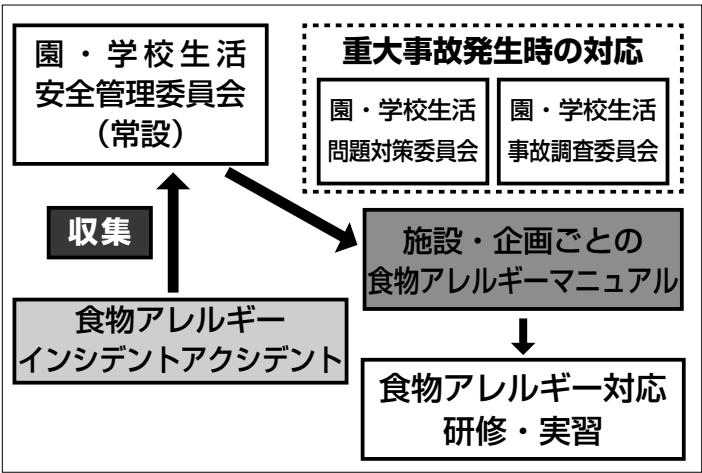 園・学校生活
安全管理委員会
（常設）
重大事故発生時の対応
園・学校生活
問題対策委員会
園・学校生活
事故調査委員会
収集
施設・企画ごとの
食物アレルギーマニュアル
食物アレルギー
インシデントアクシデント
食物アレルギー対応
研修・実習